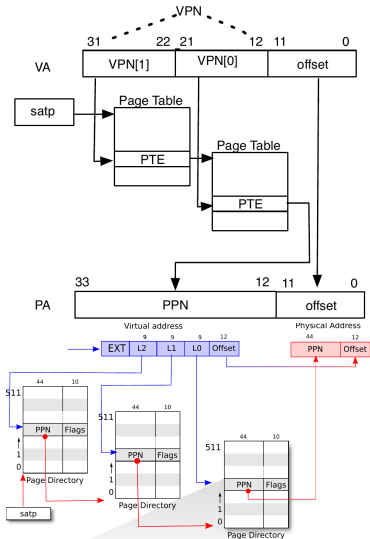 VPN
31 22 21 12 11 0
VA VPN[1] VPN[0] offset
Page Table
satp
Page Table
PTE
PTE
33 12 11 0
PA PPN offset
Virtual address Physical Address
9 9 9 12 44 12
EXT L2 L1 L0 Offset PPN Offset
44 10
511
44 10
511
44 10
511
PPN Flags
PPN Flags
PPN Flags
1
0
Page Directory
1
0
Page Directory
1
0
Page Directory
satp